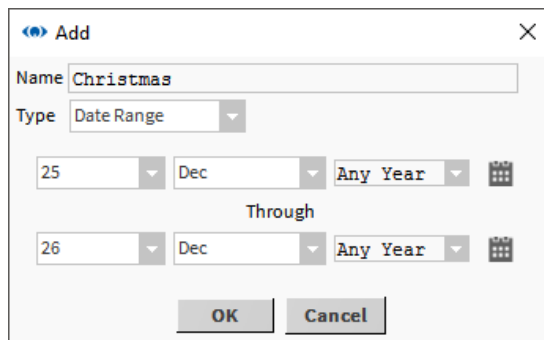 Add
Name Christmas
Type Date Range
25 Dec Any Year
Through
26 Dec Any Year
OK Cancel